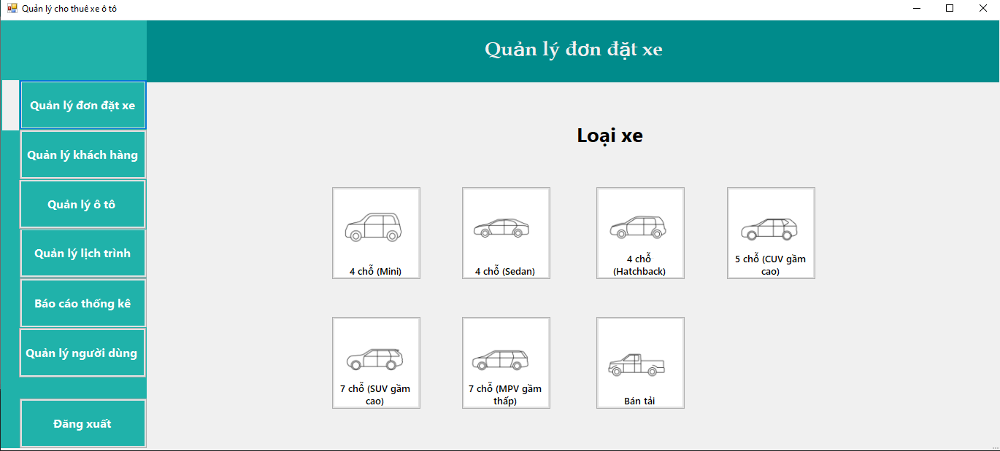 Quản lý cho thuê xe ô tô
Quản lý đơn đặt xe
Quản lý đơn đặt xe
Quản lý khách hàng
Quản lý ô tô
Quản lý lịch trình
Báo cáo thống kê
Quản lý người dùng
Đăng xuất
Loại xe
4 chỗ (Mini)
4 chỗ (Sedan)
4 chỗ
(Hatchback)
5 chỗ (CUV gầm
cao)
7 chỗ (SUV gầm
cao)
7 chỗ (MPV gầm
thấp)
Bán tải